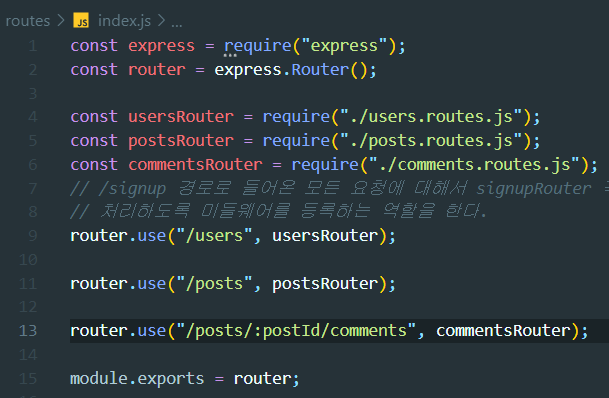 routes > JS index.js > ...
1 const express = require("express");
2 const router = express.Router();
3
4 const usersRouter = require("./users.routes.js");
5 const postsRouter = require("./posts.routes.js");
6 const commentsRouter = require("./comments.routes.js");
7 // /signup 경로로 들어온 모든 요청에 대해서 signupRouter
8 // 처리하도록 미들웨어를 등록하는 역할을 한다.
9 router.use("/users", usersRouter);
10
11 router.use("/posts", postsRouter);
12
13 router.use("/posts/:postId/comments", commentsRouter);
14
15 module.exports = router;